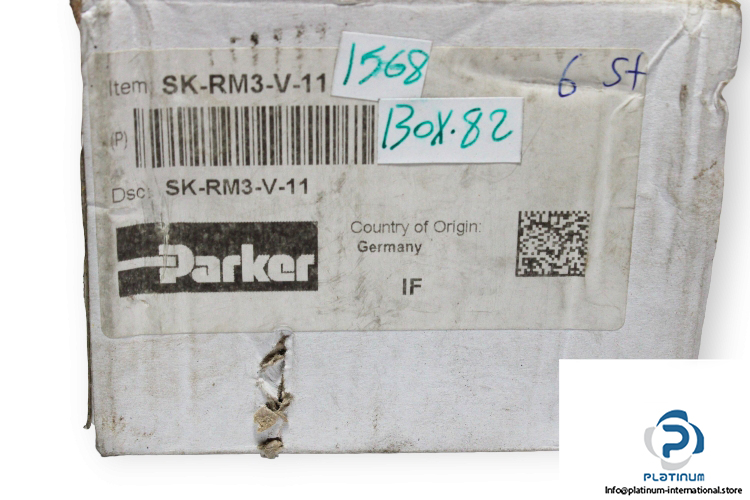 Item: SK-RM3-V-11
1568
6 St
(P)
BOX.82
Dsc: SK-RM3-V-11
Parker
Country of Origin:
Germany
IF
PLATINUM
Info@platinum-international.store